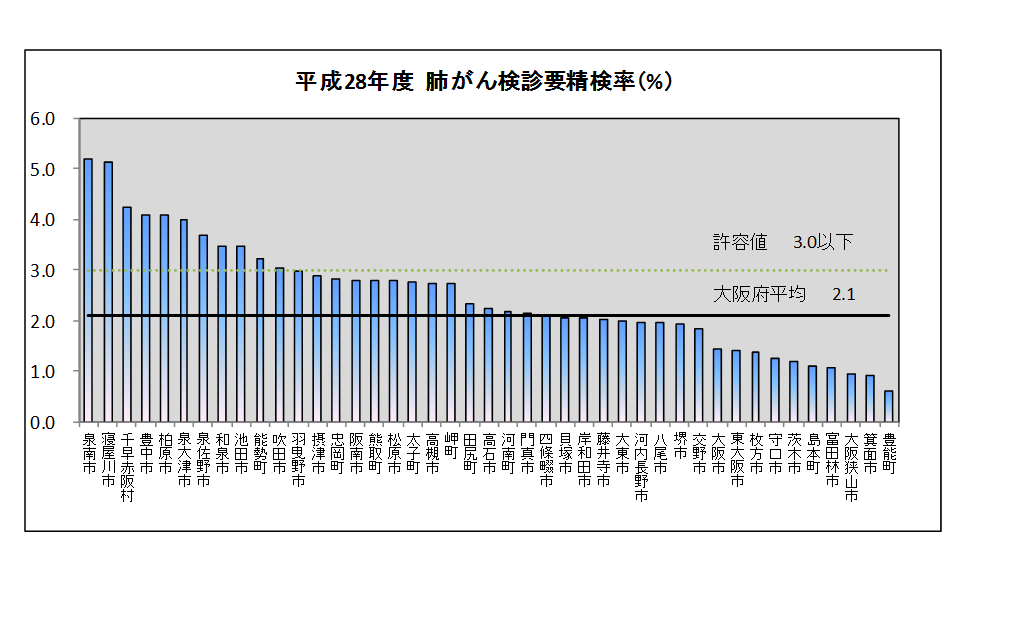 平成28年度 肺がん検診要精検率(%)
6.0
5.0
4.0
3.0
2.0
1.0
0.0
許容値 3.0以下
大阪府平均 2.1
泉南市
寝屋川市
千早赤阪村
豊中市
柏原市
泉大津市
泉佐野市
和泉市
池田市
能勢町
吹田市
羽曳野市
摂津市
忠岡町
阪南市
熊取町
松原市
太子町
高槻市
岬町
田尻町
高石市
河南町
門真市
四條畷市
貝塚市
岸和田市
藤井寺市
大東市
河内長野市
八尾市
堺市
交野市
大阪市
東大阪市
枚方市
守口市
茨木市
島本町
富田林市
大阪狭山市
箕面市
豊能町